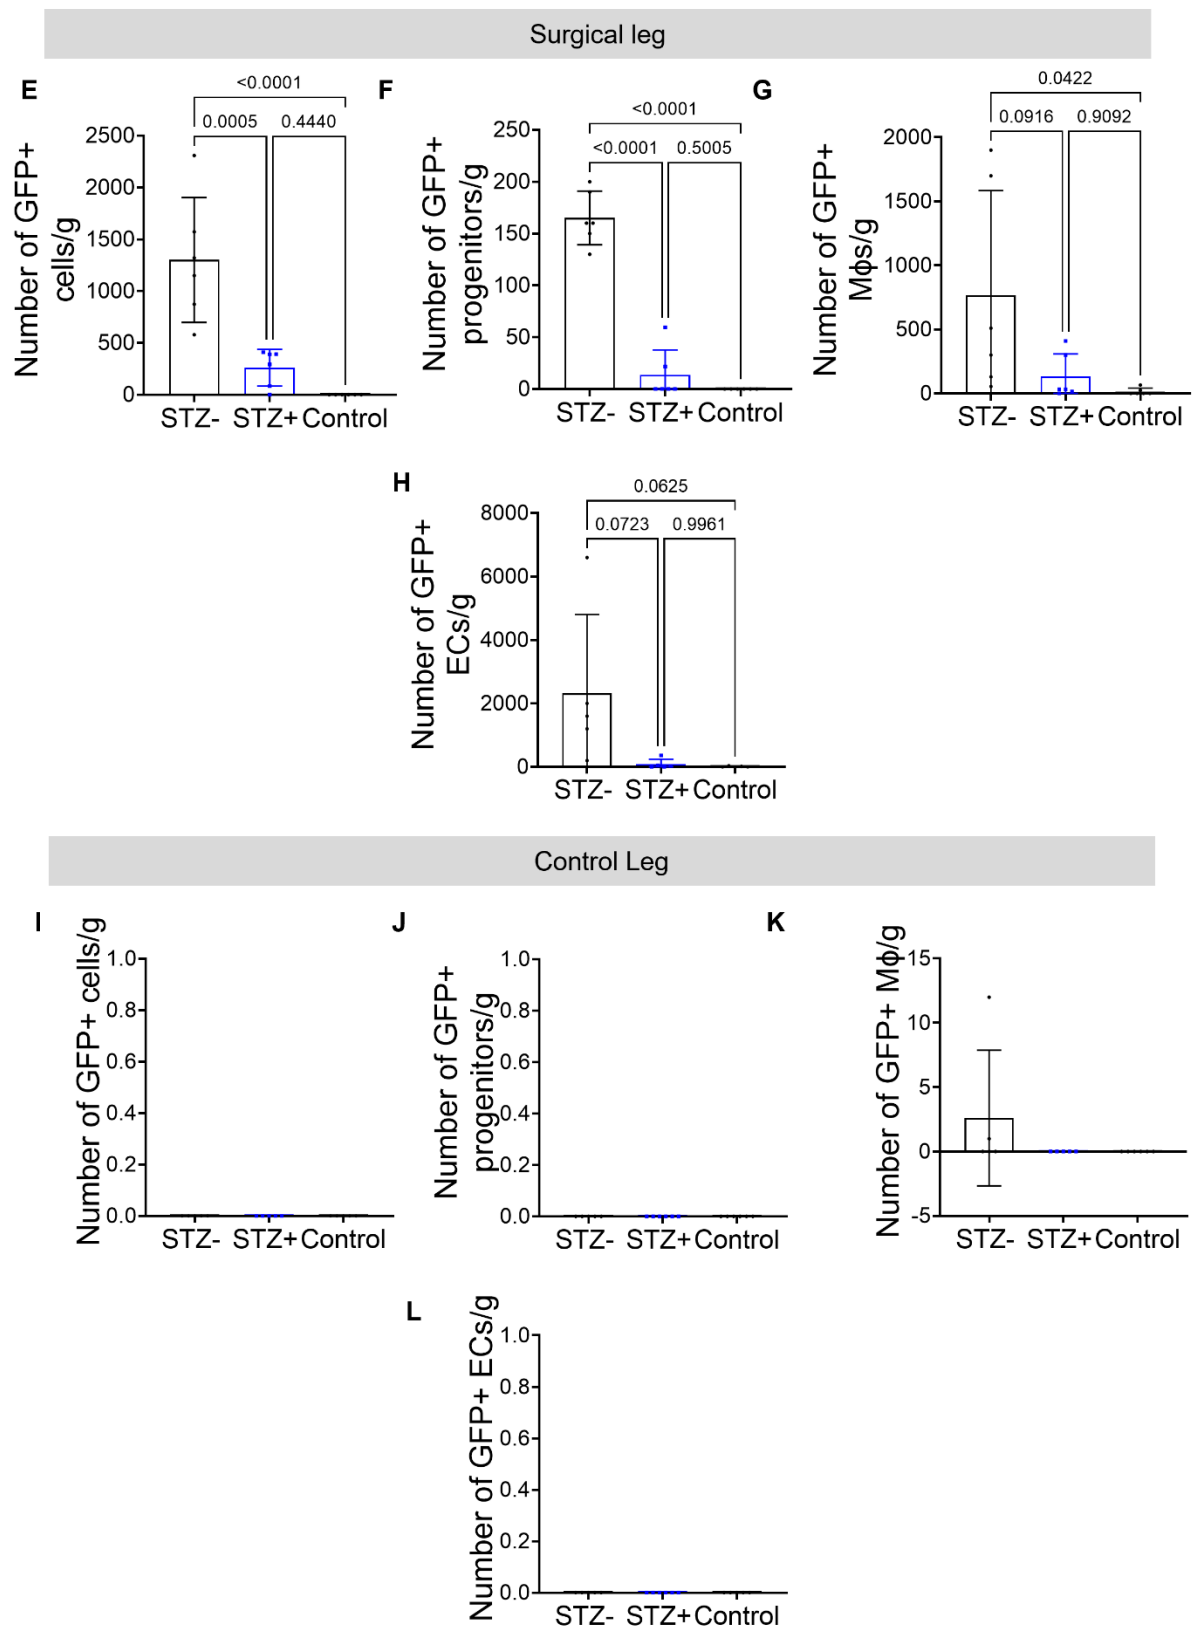 Surgical leg
E
<0.0001
0.0005
0.4440
Number of GFP+
cells/g
2500
2000
1500
1000
500
0
STZ-
STZ+
Control
F
<0.0001
<0.0001
0.5005
Number of GFP+
progenitors/g
250
200
150
100
50
0
STZ-
STZ+
Control
G
0.0422
0.0916
0.9092
Number of GFP+
Mφs/g
2000
1500
1000
500
0
STZ-
STZ+
Control
H
0.0625
0.0723
0.9961
Number of GFP+
ECs/g
8000
6000
4000
2000
0
STZ-
STZ+
Control
Control Leg
I
Number of GFP+ cells/g
1.0
0.8
0.6
0.4
0.2
0.0
STZ-
STZ+
Control
J
Number of GFP+
progenitors/g
1.0
0.8
0.6
0.4
0.2
0.0
STZ-
STZ+
Control
K
Number of GFP+ Mφ/g
15
10
5
0
-5
STZ-
STZ+
Control
L
Number of GFP+ ECs/g
1.0
0.8
0.6
0.4
0.2
0.0
STZ-
STZ+
Control